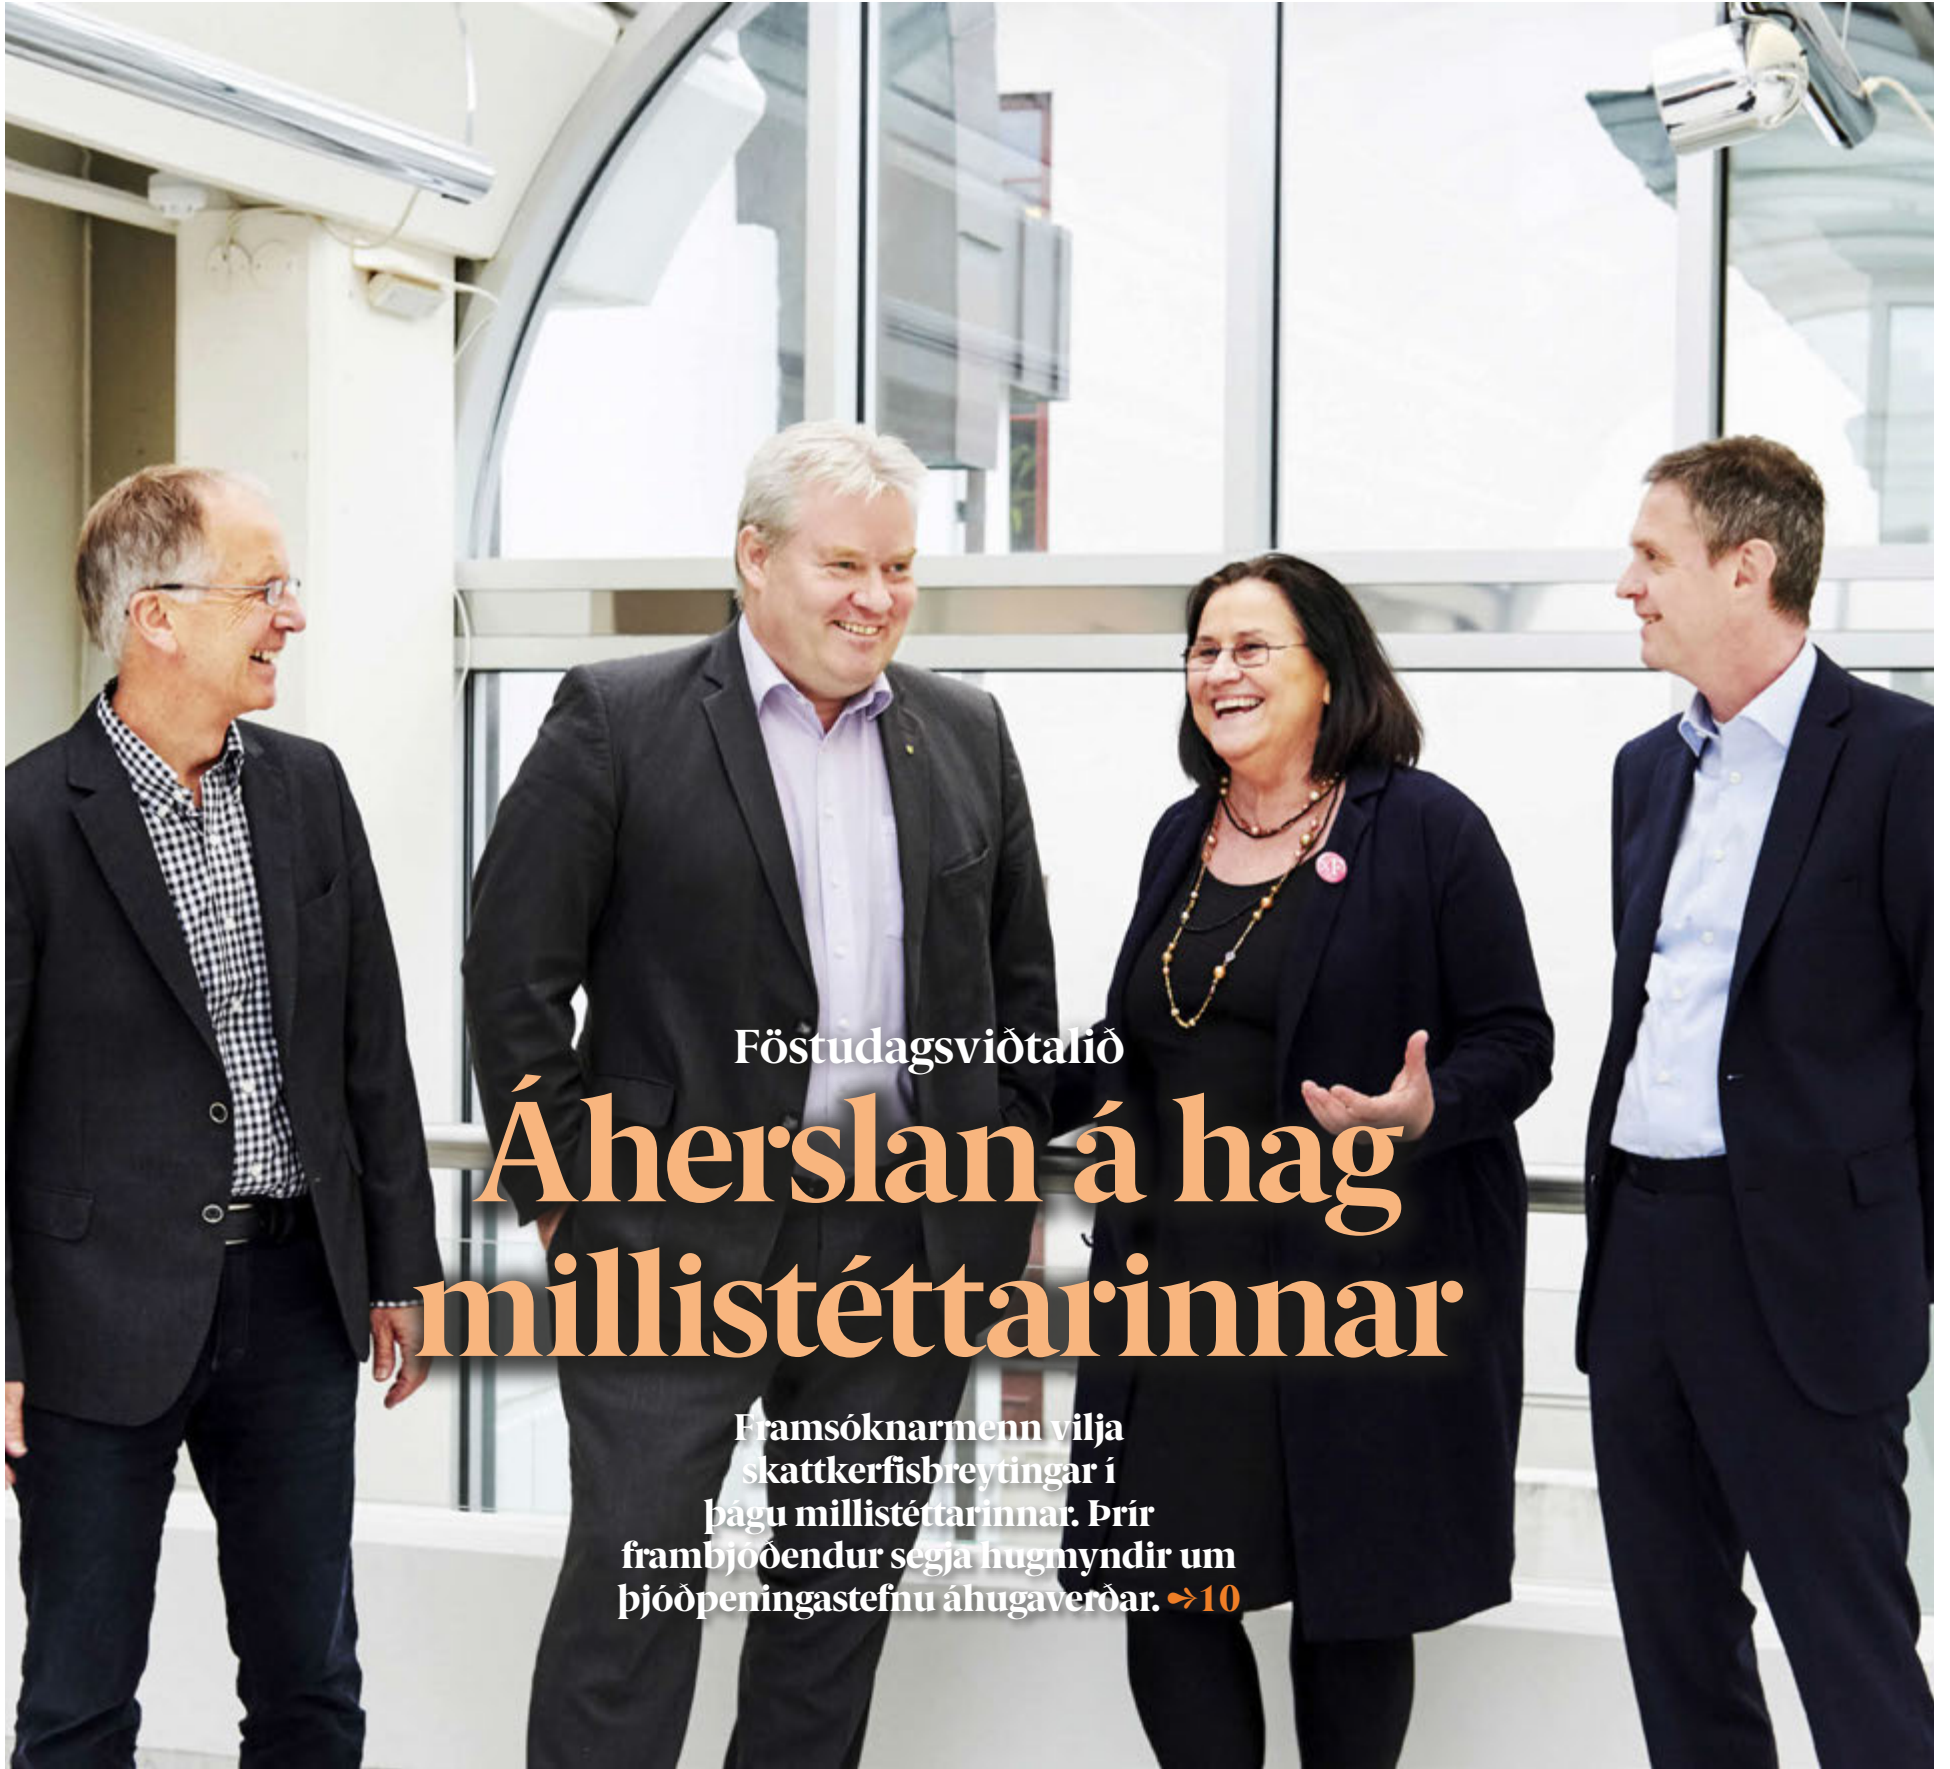 Föstudagsviðtalið
Áherslan á hag
millistéttarinnar
Framsóknarmenn vilja
skattkerfisbreytingar í
þágu millistéttarinnar. Þrír
frambjóðendur segja hugmyndir um
þjóðpeningastefnu áhugaverðar. ➺10